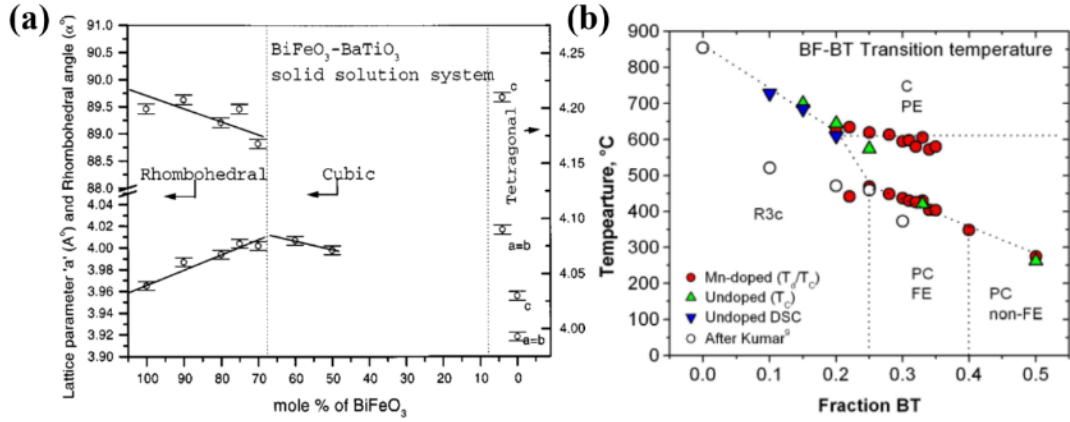 (a)
91.0
90.5
90.0
89.5
89.0
88.5
88.0
4.04
4.02
4.00
3.98
3.96
3.94
3.92
3.90
Lattice parameter 'a' (A°) and Rhombohedral angle (α°)
BiFeO3-BaTiO3
solid solution system
Rhombohedral
Cubic
Tetragonal
c
a=b
c
a=b
4.25
4.20
4.15
4.10
4.05
4.00
100 90 80 70 60 50 40 30 20 10 0
mole % of BiFeO3
(b)
BF-BT Transition temperature
C
PE
R3c
PC
FE
PC
non-FE
Mn-doped (Td/TC)
Undoped (TC)
Undoped DSC
After Kumar9
900
800
700
600
500
400
300
200
100
0
Tempearture, °C
0.0 0.1 0.2 0.3 0.4 0.5
Fraction BT